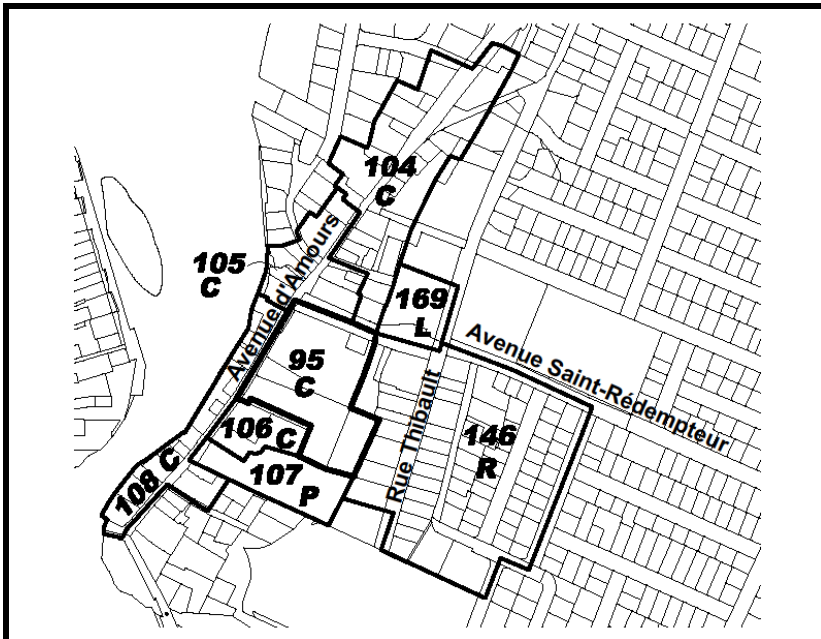 104
C
105
C
Avenue d'Amours
169
L
Avenue Saint-Rédempteur
95
C
Rue Thibault
106 C
146
R
107
P
108 C